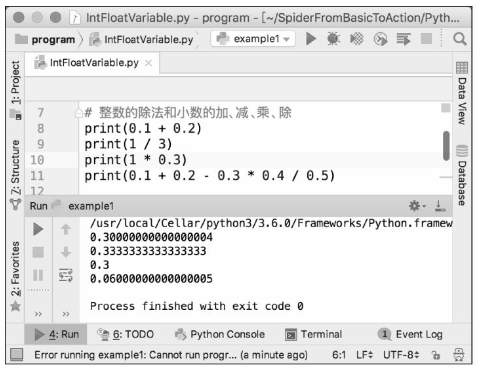 IntFloatVariable.py - program - [~/SpiderFromBasicToAction/Pyth...
program IntFloatVariable.py example1
IntFloatVariable.py
1: Project
Z: Structure
2: Favorites
Data View
Database
7 # 整数的除法和小数的加、减、乘、除
8 print(0.1 + 0.2)
9 print(1 / 3)
10 print(1 * 0.3)
11 print(0.1 + 0.2 - 0.3 * 0.4 / 0.5)
12
Run example1
/usr/local/Cellar/python3/3.6.0/Frameworks/Python.framew
0.30000000000000004
0.3333333333333333
0.3
0.06000000000000005
Process finished with exit code 0
4: Run 6: TODO Python Console Terminal 1 Event Log
Error running example1: Cannot run progr... (a minute ago) 6:1 LF UTF-8